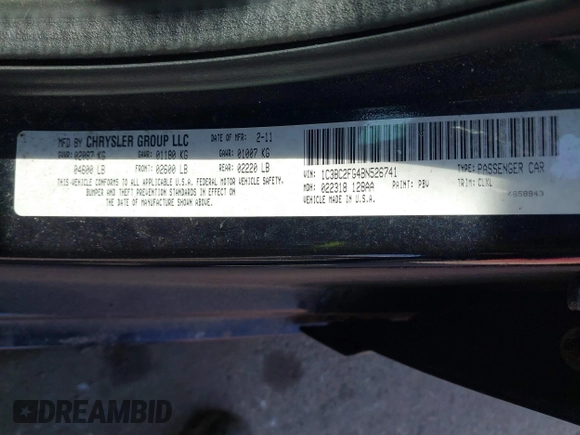 MFD BY CHRYSLER GROUP LLC DATE OF MFR: 2-11
GVWR: 02087 KG GAWR: 01180 KG GAWR: 01007 KG
04600 LB FRONT: 02600 LB REAR: 02220 LB
THIS VEHICLE CONFORMS TO ALL APPLICABLE U.S.A. FEDERAL MOTOR VEHICLE SAFETY,
BUMPER AND THEFT PREVENTION STANDARDS IN EFFECT ON
THE DATE OF MANUFACTURE SHOWN ABOVE.
VIN: 1C3BC2FG4BN526741 TYPE: PASSENGER CAR
MDH: 022318 128AA PAINT: PBV TRIM: CLXL
VEHICLE MADE IN U.S.A. 4658943
DREAMBID